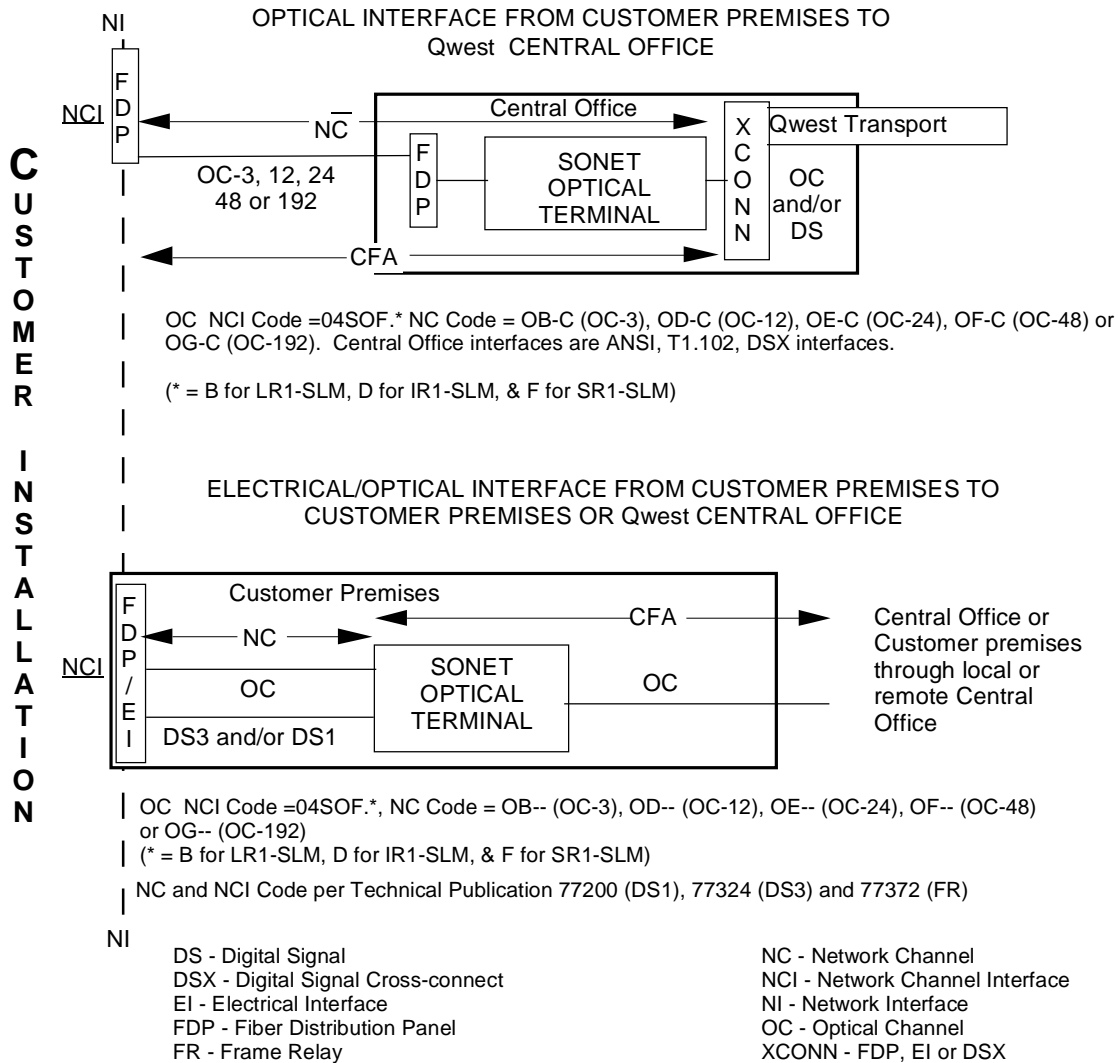 NI
OPTICAL INTERFACE FROM CUSTOMER PREMISES TO
Qwest CENTRAL OFFICE
CUSTOMER INSTALLATION
NCI
FDP
NC
Central Office
OC-3, 12, 24
48 or 192
FDP
SONET
OPTICAL
TERMINAL
XCONN
Qwest Transport
OC
and/or
DS
CFA
OC NCI Code =04SOF.* NC Code = OB-C (OC-3), OD-C (OC-12), OE-C (OC-24), OF-C (OC-48) or
OG-C (OC-192). Central Office interfaces are ANSI, T1.102, DSX interfaces.
(* = B for LR1-SLM, D for IR1-SLM, & F for SR1-SLM)
ELECTRICAL/OPTICAL INTERFACE FROM CUSTOMER PREMISES TO
CUSTOMER PREMISES OR Qwest CENTRAL OFFICE
NCI
FDP/EI
Customer Premises
NC
CFA
OC
DS3 and/or DS1
SONET
OPTICAL
TERMINAL
OC
Central Office or
Customer premises
through local or
remote Central
Office
OC NCI Code =04SOF.*, NC Code = OB-- (OC-3), OD-- (OC-12), OE-- (OC-24), OF-- (OC-48)
or OG-- (OC-192)
(* = B for LR1-SLM, D for IR1-SLM, & F for SR1-SLM)
NC and NCI Code per Technical Publication 77200 (DS1), 77324 (DS3) and 77372 (FR)
NI
DS - Digital Signal
DSX - Digital Signal Cross-connect
EI - Electrical Interface
FDP - Fiber Distribution Panel
FR - Frame Relay
NC - Network Channel
NCI - Network Channel Interface
NI - Network Interface
OC - Optical Channel
XCONN - FDP, EI or DSX